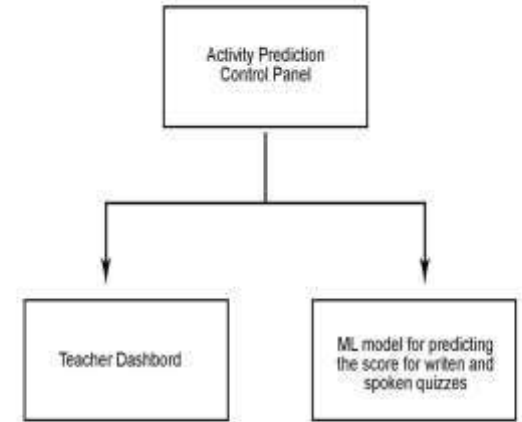 Activity Prediction
Control Panel
Teacher Dashbord
ML model for predicting
the score for writen and
spoken quizzes